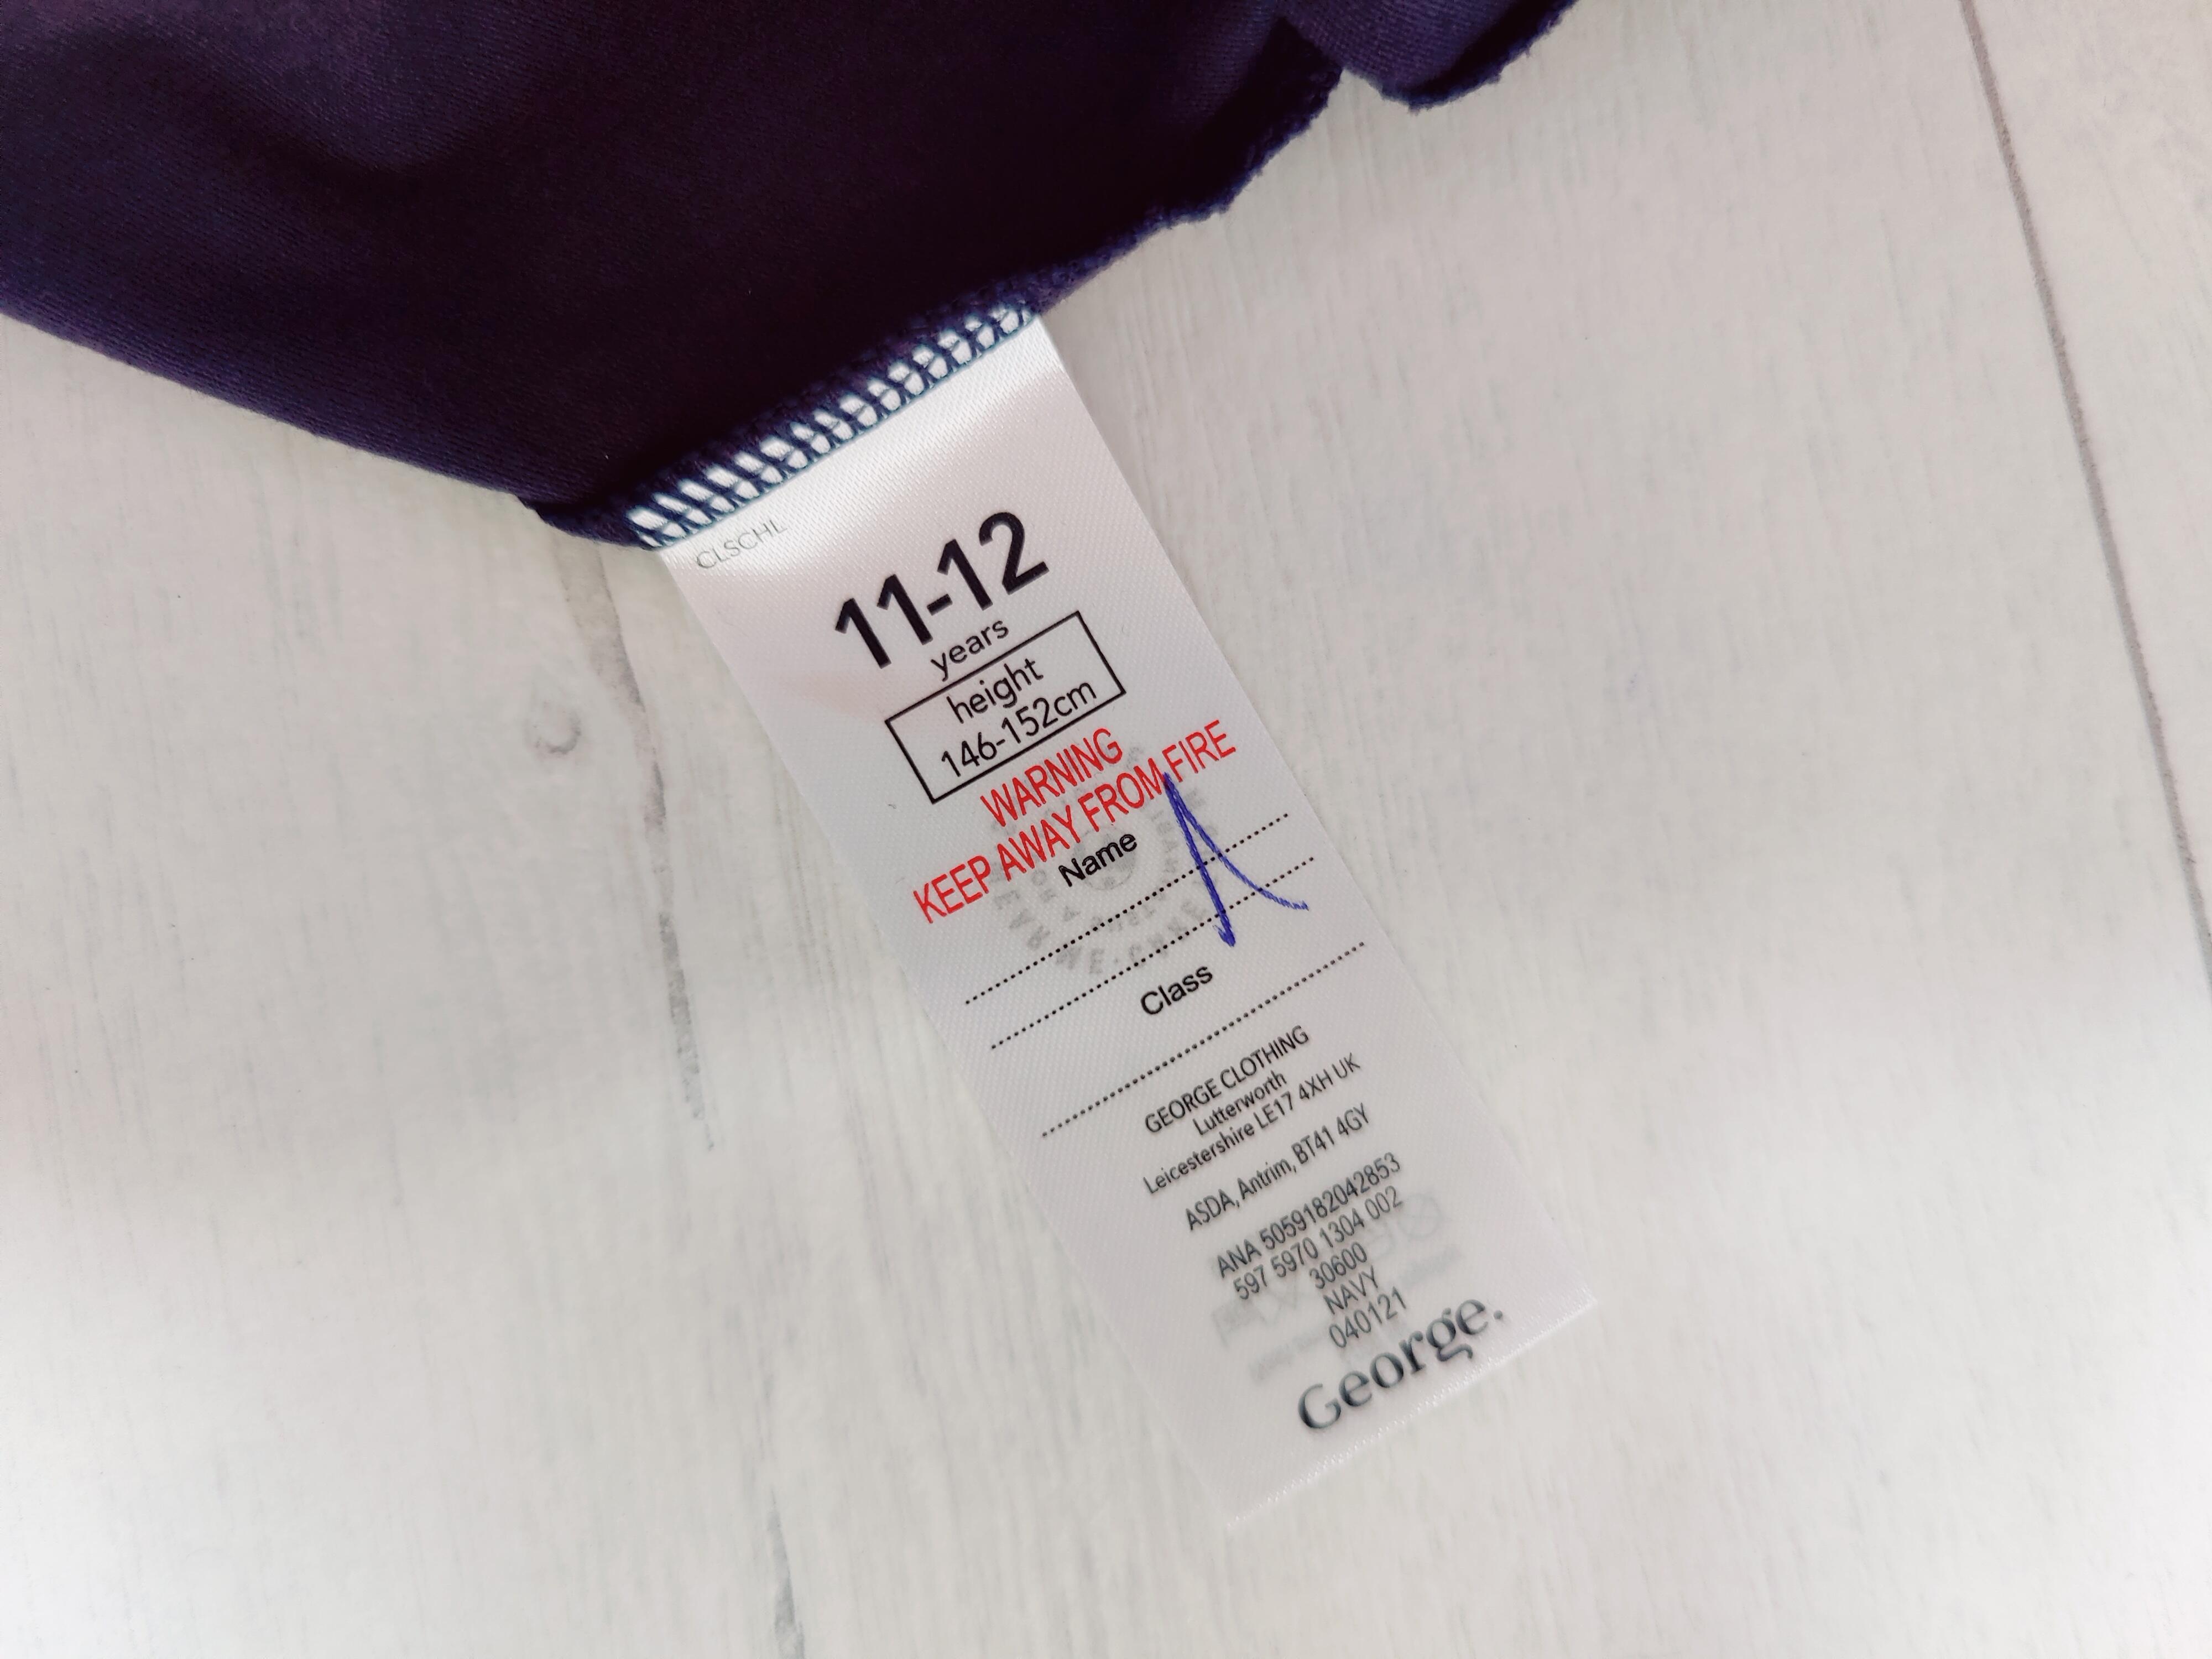 CLSCHL
11-12
years
height
146-152cm
WARNING
KEEP AWAY FROM FIRE
Name
Class
GEORGE CLOTHING
Lutterworth
Leicestershire LE17 4XH UK
ASDA, Antrim, BT41 4GY
ANA 5059182042853
597 5970 1304 002
30600
NAVY
040121
George.